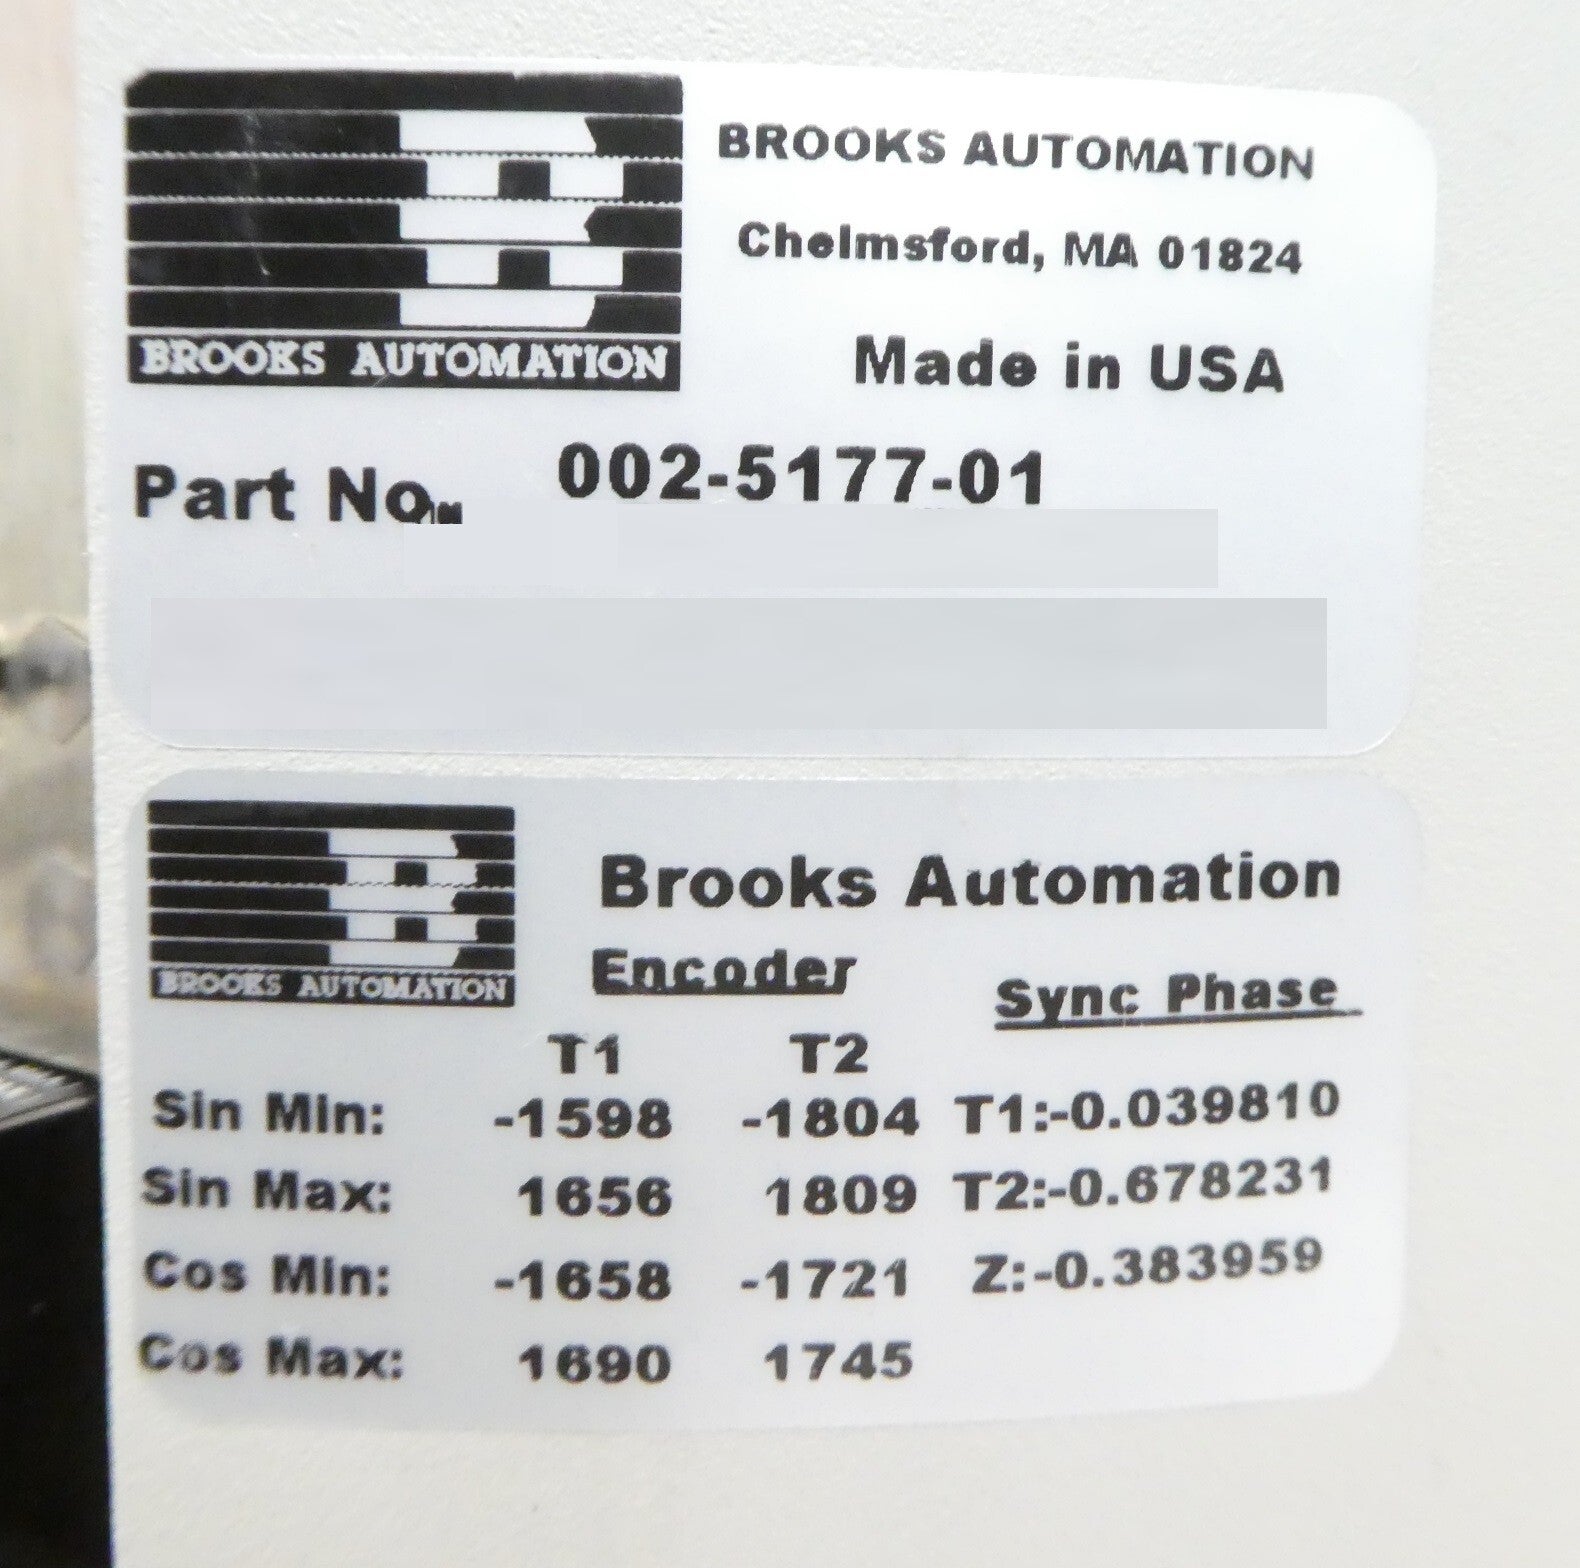 BROOKS AUTOMATION
BROOKS AUTOMATION
Chelmsford, MA 01824
Made in USA
Part No. 002-5177-01
BROOKS AUTOMATION
Brooks Automation
Encoder Sync Phase
T1 T2
Sin Min: -1598 -1804 T1:-0.039810
Sin Max: 1656 1809 T2:-0.678231
Cos Min: -1658 -1721 Z:-0.383959
Cos Max: 1690 1745